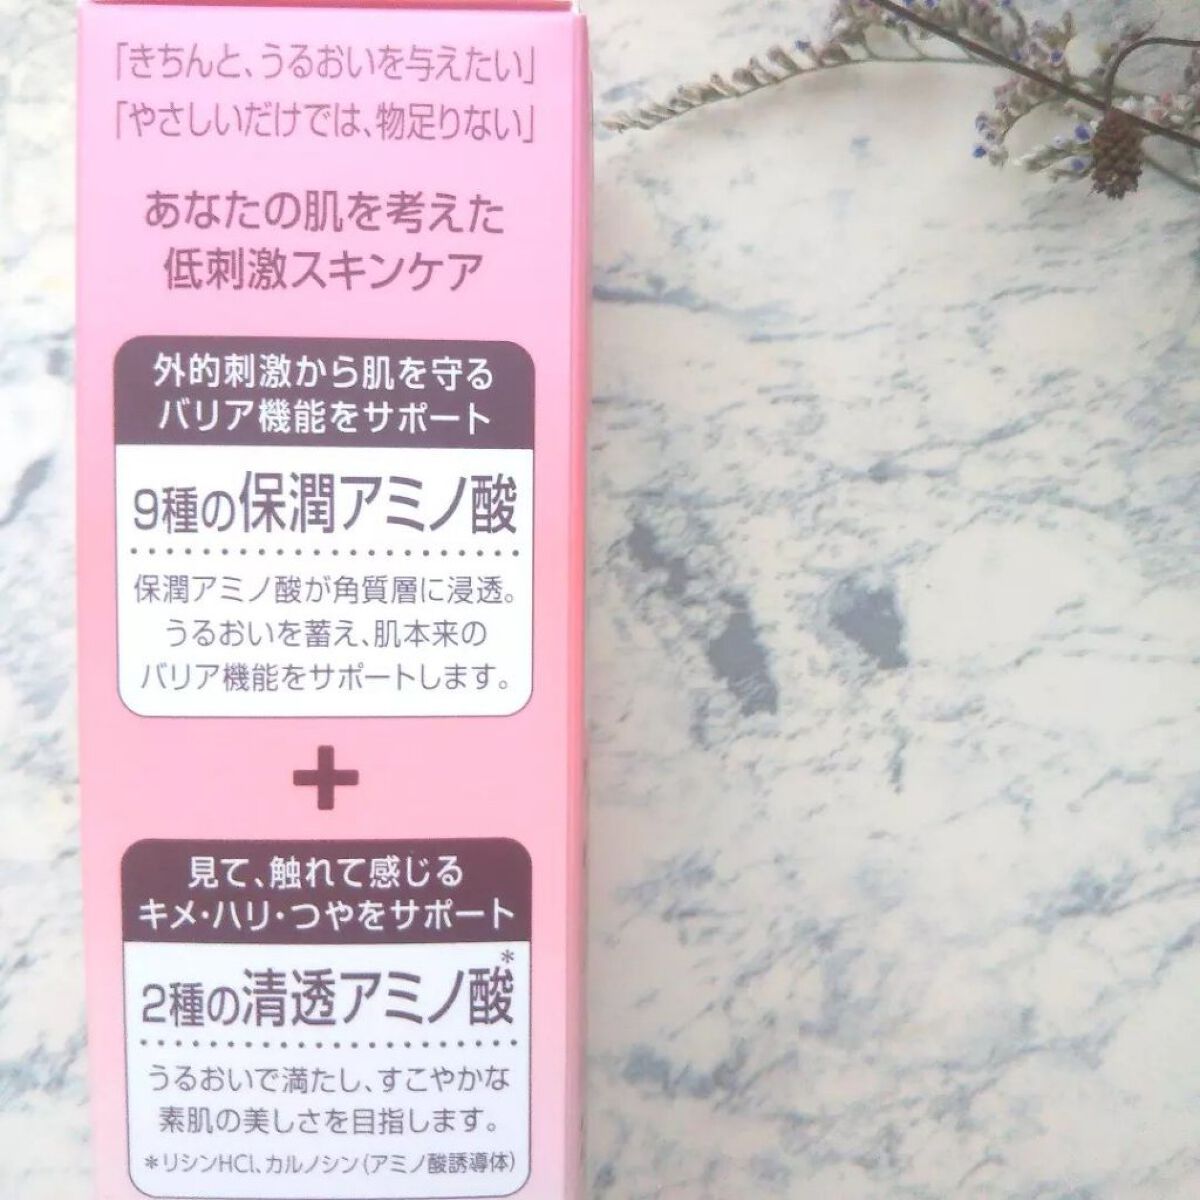 「きちんと、うるおいを与えたい」
「やさしいだけでは、物足りない」
あなたの肌を考えた
低刺激スキンケア
外的刺激から肌を守る
バリア機能をサポート
9種の保潤アミノ酸
保潤アミノ酸が角質層に浸透。
うるおいを蓄え、肌本来の
バリア機能をサポートします。
+
見て、触れて感じる
キメ・ハリ・つやをサポート
2種の清透アミノ酸*
うるおいで満たし、すこやかな
素肌の美しさを目指します。
*リシンHCl、カルノシン(アミノ酸誘導体)